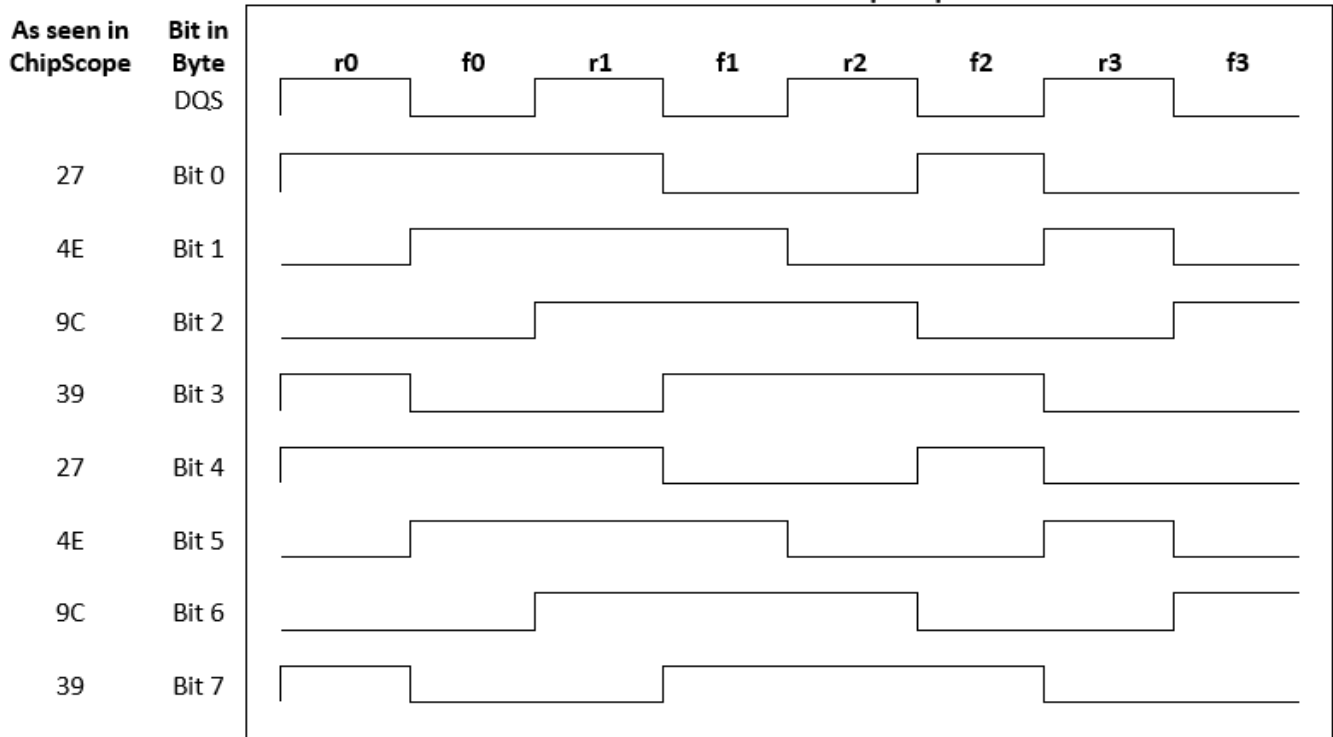 As seen in Bit in
ChipScope Byte r0 f0 r1 f1 r2 f2 r3 f3
DQS
27 Bit 0
4E Bit 1
9C Bit 2
39 Bit 3
27 Bit 4
4E Bit 5
9C Bit 6
39 Bit 7